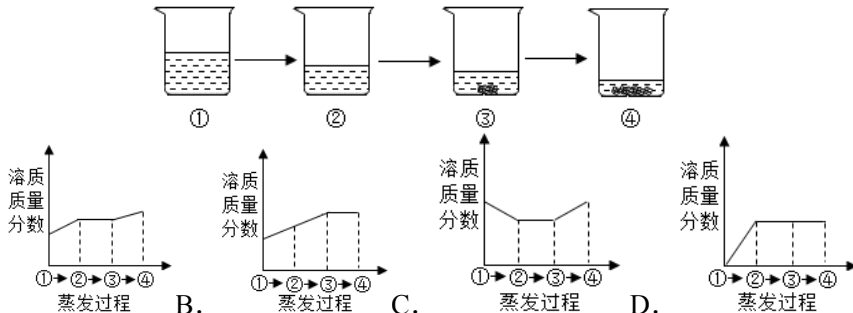 ① ② ③ ④
溶质
质量
分数
①→②→③→④
蒸发过程
B.
溶质
质量
分数
①→②→③→④
蒸发过程
C.
溶质
质量
分数
①→②→③→④
蒸发过程
D.
溶质
质量
分数
①→②→③→④
蒸发过程